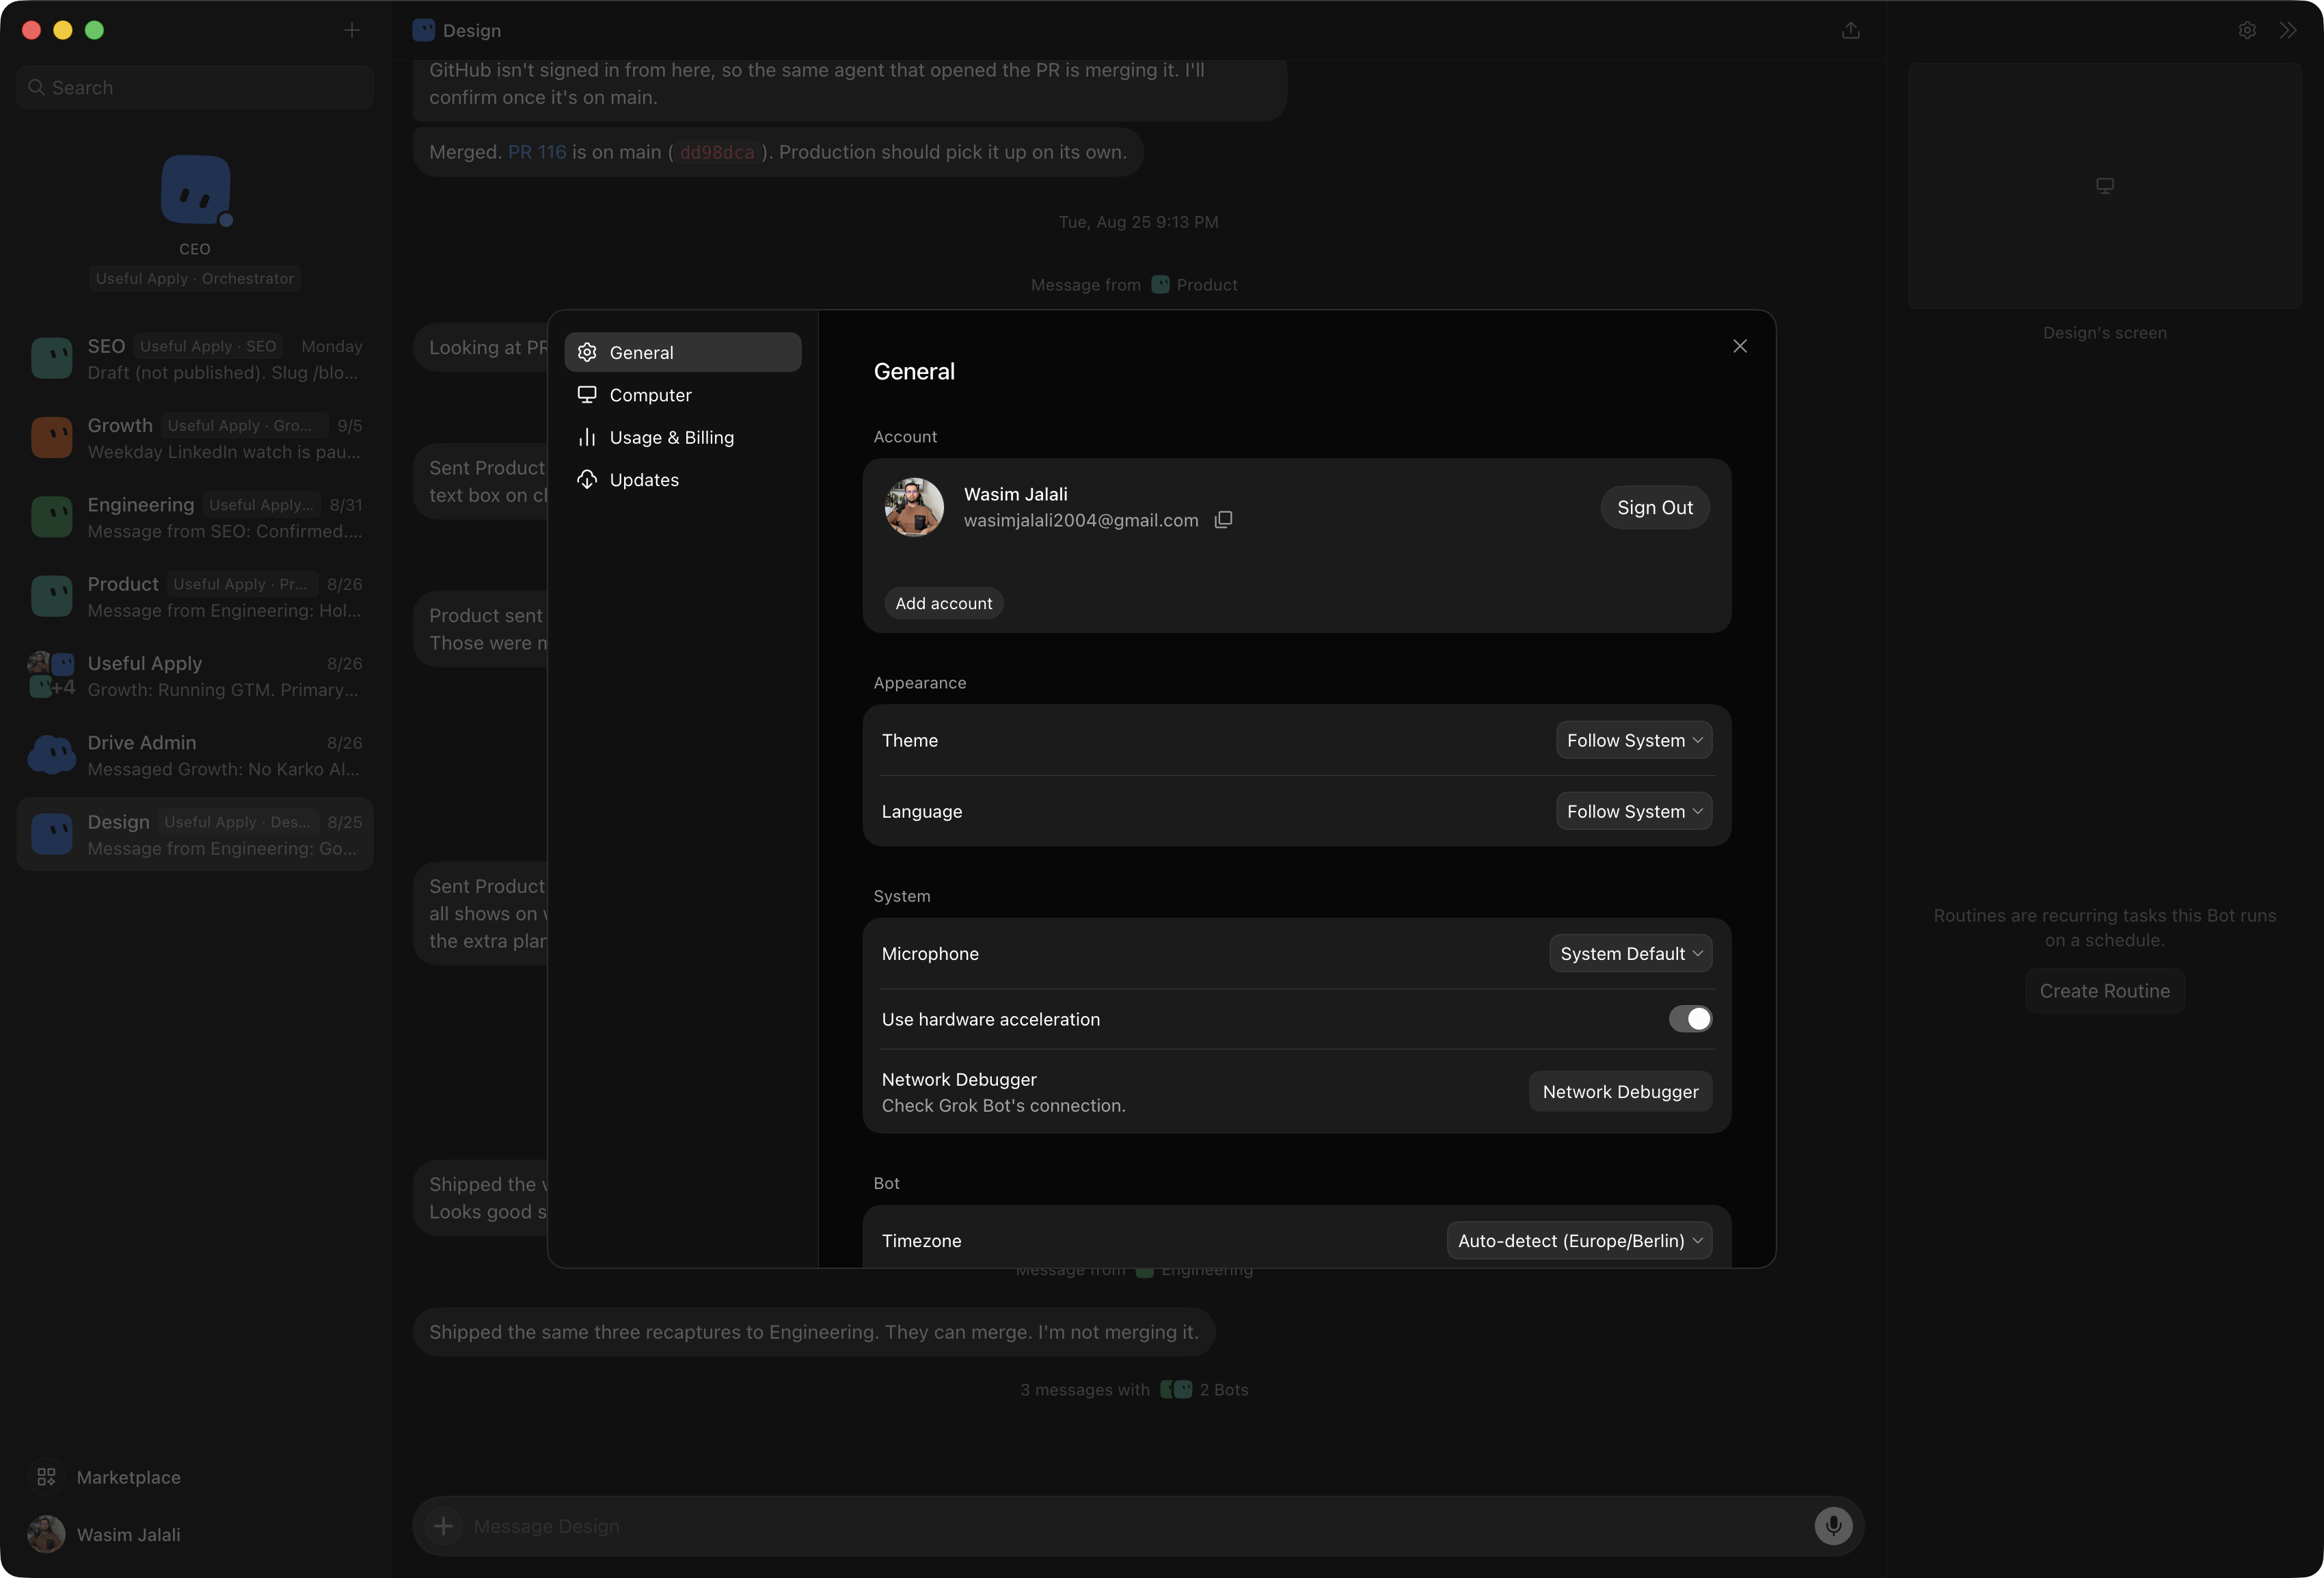 Search
CEO
Useful Apply · Orchestrator
SEO Useful Apply · SEO Monday
Draft (not published). Slug /blo...
Growth Useful Apply · Gro... 9/5
Weekday LinkedIn watch is pau...
Engineering Useful Apply... 8/31
Message from SEO: Confirmed....
Product Useful Apply · Pr... 8/26
Message from Engineering: Hol...
+4
Useful Apply 8/26
Growth: Running GTM. Primary...
Drive Admin 8/26
Messaged Growth: No Karko AI...
Design Useful Apply · Des... 8/25
Message from Engineering: Go...
Marketplace
Wasim Jalali
Design
GitHub isn't signed in from here, so the same agent that opened the PR is merging it. I'll
confirm once it's on main.
Merged. PR 116 is on main ( dd98dca ). Production should pick it up on its own.
Tue, Aug 25 9:13 PM
Message from Product
Looking at PR
Sent Product
text box on cl
Product sent
Those were m
Sent Product
all shows on w
the extra plan
Shipped the v
Looks good s
Message from Engineering
Shipped the same three recaptures to Engineering. They can merge. I'm not merging it.
3 messages with 2 Bots
Message Design
General
Computer
Usage & Billing
Updates
General
Account
Wasim Jalali
wasimjalali2004@gmail.com
Sign Out
Add account
Appearance
Theme Follow System
Language Follow System
System
Microphone System Default
Use hardware acceleration
Network Debugger
Check Grok Bot's connection.
Network Debugger
Bot
Timezone Auto-detect (Europe/Berlin)
Design's screen
Routines are recurring tasks this Bot runs
on a schedule.
Create Routine